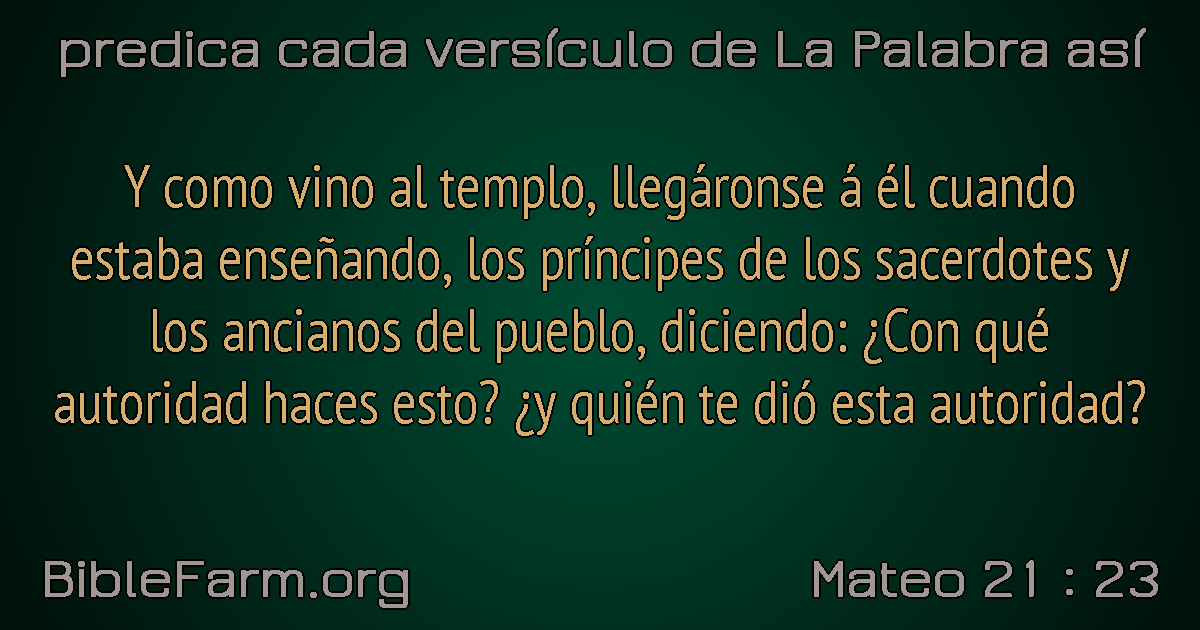 predica cada versículo de La Palabra así
Y como vino al templo, llegáronse á él cuando
estaba enseñando, los príncipes de los sacerdotes y
los ancianos del pueblo, diciendo: ¿Con qué
autoridad haces esto? ¿y quién te dió esta autoridad?
BibleFarm.org
Mateo 21 : 23